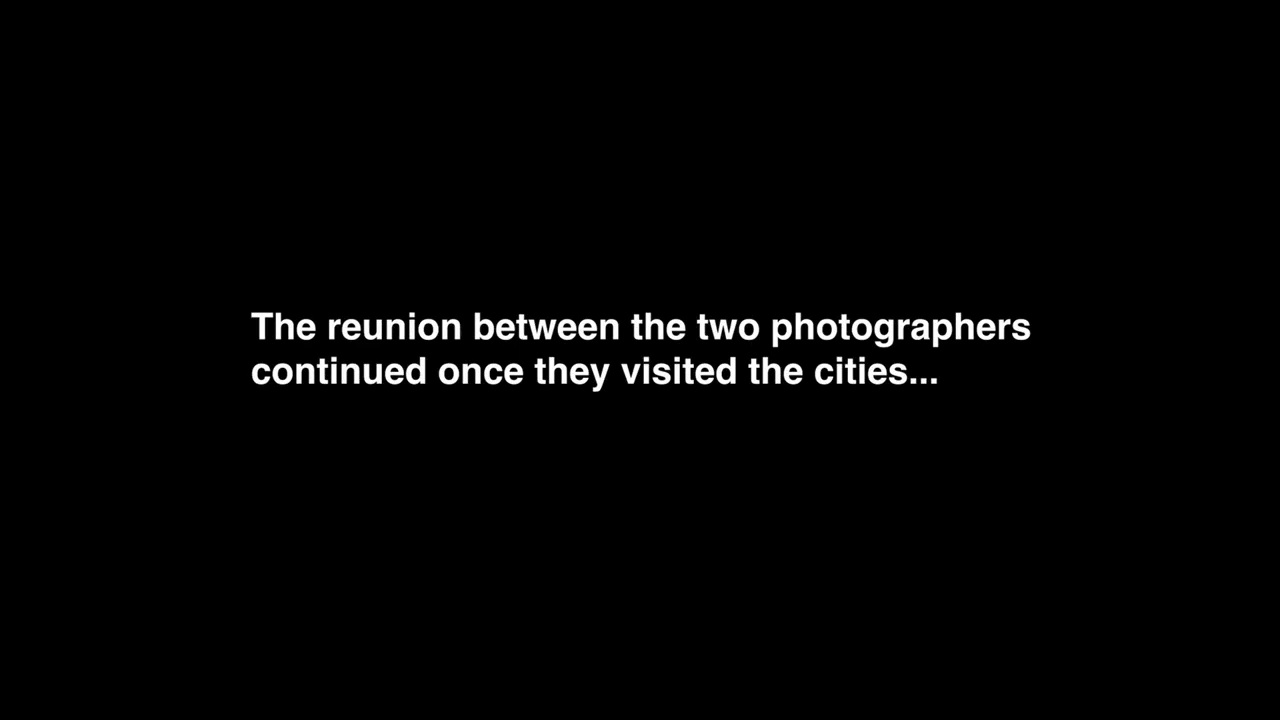 The reunion between the two photographers
continued once they visited the cities...